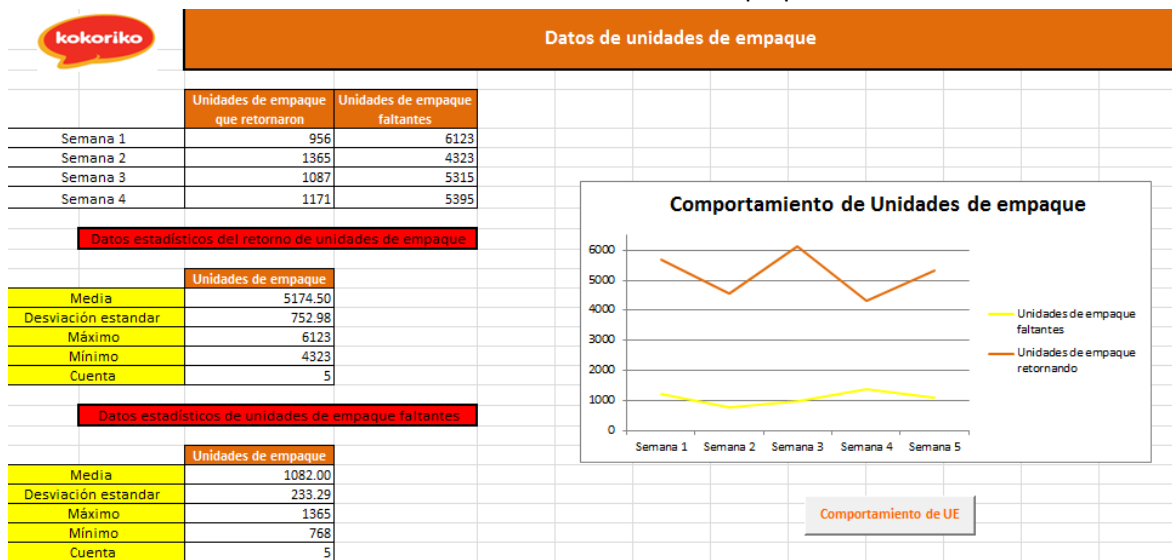 kokoriko
Datos de unidades de empaque
Unidades de empaque que retornaron Unidades de empaque faltantes
Semana 1 956 6123
Semana 2 1365 4323
Semana 3 1087 5315
Semana 4 1171 5395
Datos estadísticos del retorno de unidades de empaque
Unidades de empaque
Media 5174.50
Desviación estandar 752.98
Máximo 6123
Mínimo 4323
Cuenta 5
Datos estadísticos de unidades de empaque faltantes
Unidades de empaque
Media 1082.00
Desviación estandar 233.29
Máximo 1365
Mínimo 768
Cuenta 5
Comportamiento de Unidades de empaque
6000
5000
4000
3000
2000
1000
0
Semana 1 Semana 2 Semana 3 Semana 4 Semana 5
Unidades de empaque
faltantes
Unidades de empaque
retornando
Comportamiento de UE